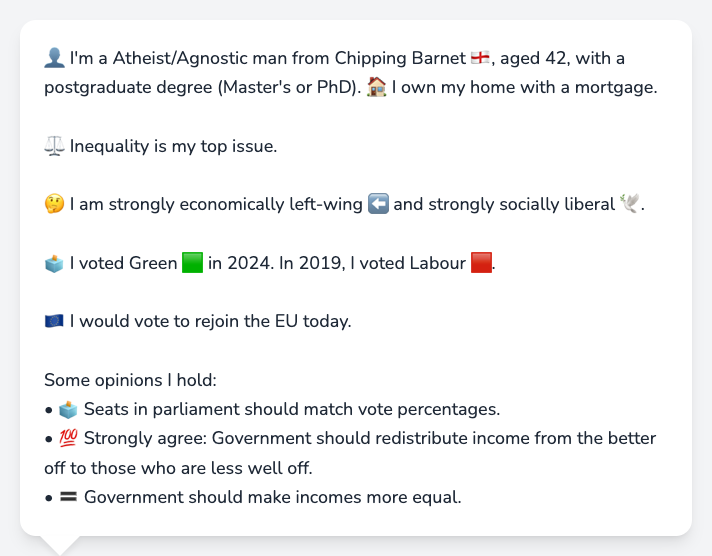 👤 I'm a Atheist/Agnostic man from Chipping Barnet 🏴󠁧󠁢󠁥󠁮󠁧󠁿, aged 42, with a
postgraduate degree (Master's or PhD). 🏠 I own my home with a mortgage.
⚖️ Inequality is my top issue.
🤔 I am strongly economically left-wing ⬅️ and strongly socially liberal 🕊️.
🗳️ I voted Green 🟩 in 2024. In 2019, I voted Labour 🟥.
🇪🇺 I would vote to rejoin the EU today.
Some opinions I hold:
• 🗳️ Seats in parliament should match vote percentages.
• 💯 Strongly agree: Government should redistribute income from the better
off to those who are less well off.
• 🟰 Government should make incomes more equal.